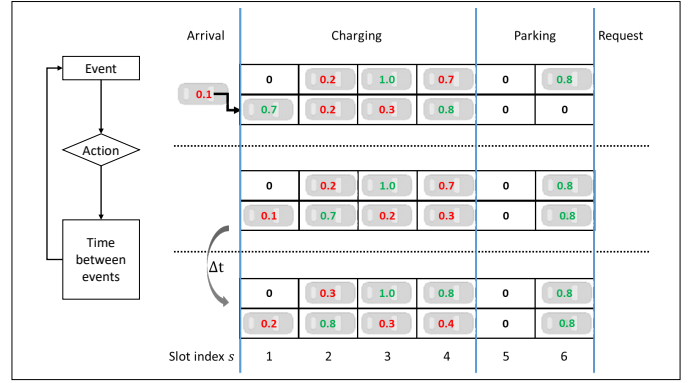 Arrival Charging Parking Request
Event
0 0.2 1.0 0.7 0 0.8
0.1
0.7 0.2 0.3 0.8 0 0
Action
0 0.2 1.0 0.7 0 0.8
0.1 0.7 0.2 0.3 0 0.8
Time
between
events
Δt
0 0.3 1.0 0.8 0 0.8
0.2 0.8 0.3 0.4 0 0.8
Slot index s 1 2 3 4 5 6